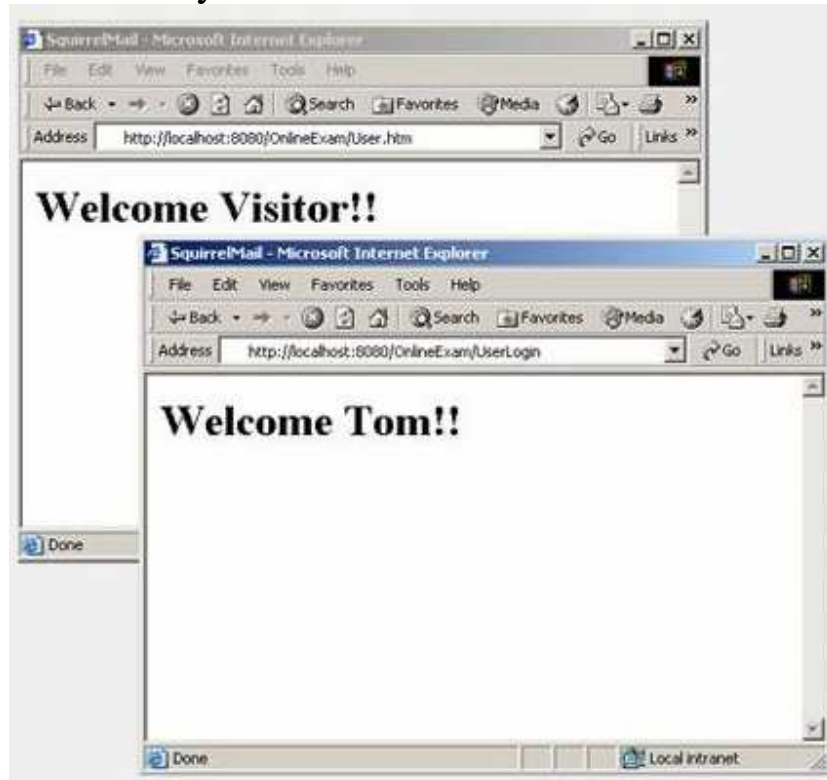 SquirrelMail - Microsoft Internet Explorer
File Edit View Favorites Tools Help
Back Search Favorites Media »
Address http://localhost:8080/OnlineExam/User.htm Go Links »
Welcome Visitor!!
Done
SquirrelMail - Microsoft Internet Explorer
File Edit View Favorites Tools Help
Back Search Favorites Media »
Address http://localhost:8080/OnlineExam/UserLogin Go Links »
Welcome Tom!!
Done Local intranet